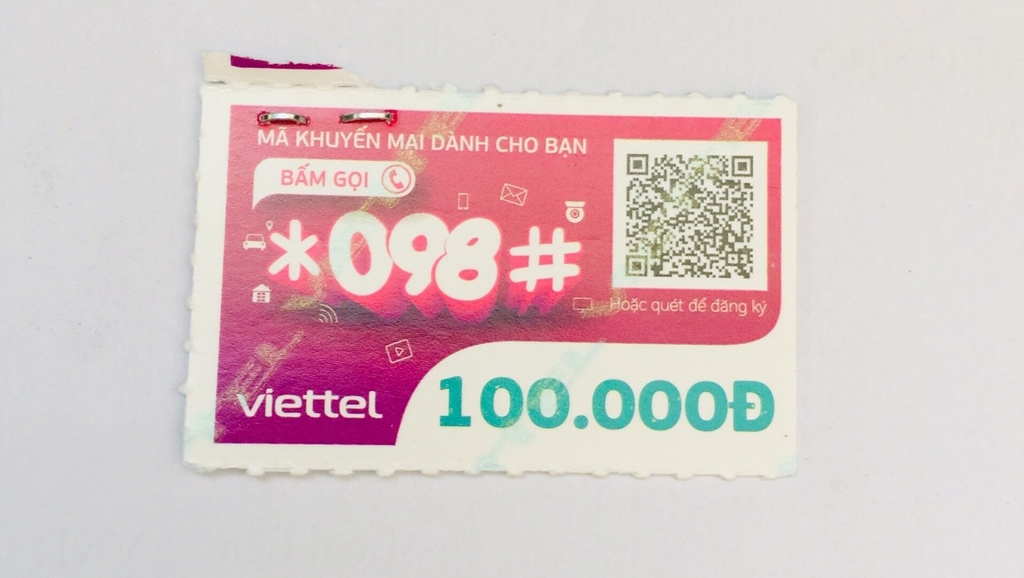 MÃ KHUYẾN MẠI DÀNH CHO BẠN
BẤM GỌI
*098#
Hoặc quét để đăng ký
viettel
100.000Đ